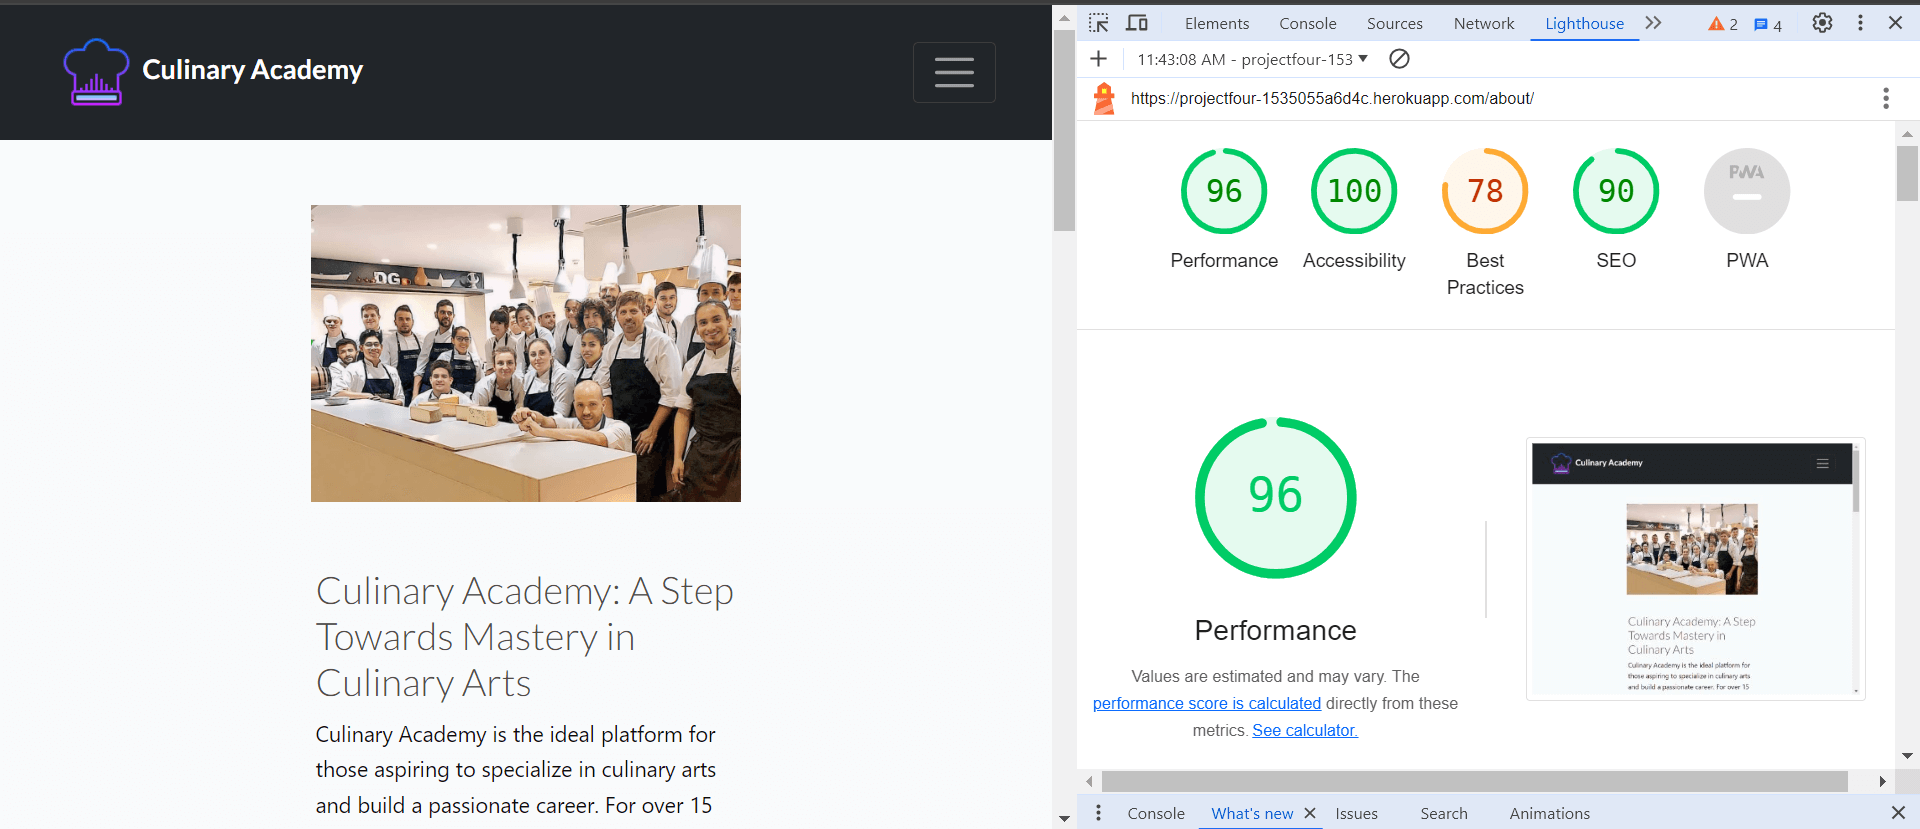 Culinary Academy
DG
Culinary Academy: A Step
Towards Mastery in
Culinary Arts
Culinary Academy is the ideal platform for
those aspiring to specialize in culinary arts
and build a passionate career. For over 15
Elements Console Sources Network Lighthouse 2 4
11:43:08 AM - projectfour-153
https://projectfour-1535055a6d4c.herokuapp.com/about/
96 100 78 90 PWA
Performance Accessibility Best SEO PWA
Practices
96
Performance
Values are estimated and may vary. The
performance score is calculated directly from these
metrics. See calculator.
Culinary Academy
Culinary Academy: A Step
Towards Mastery in
Culinary Arts
Culinary Academy is the ideal platform for
those aspiring to specialize in culinary arts
and build a passionate career. For over 15
Console What's new Issues Search Animations